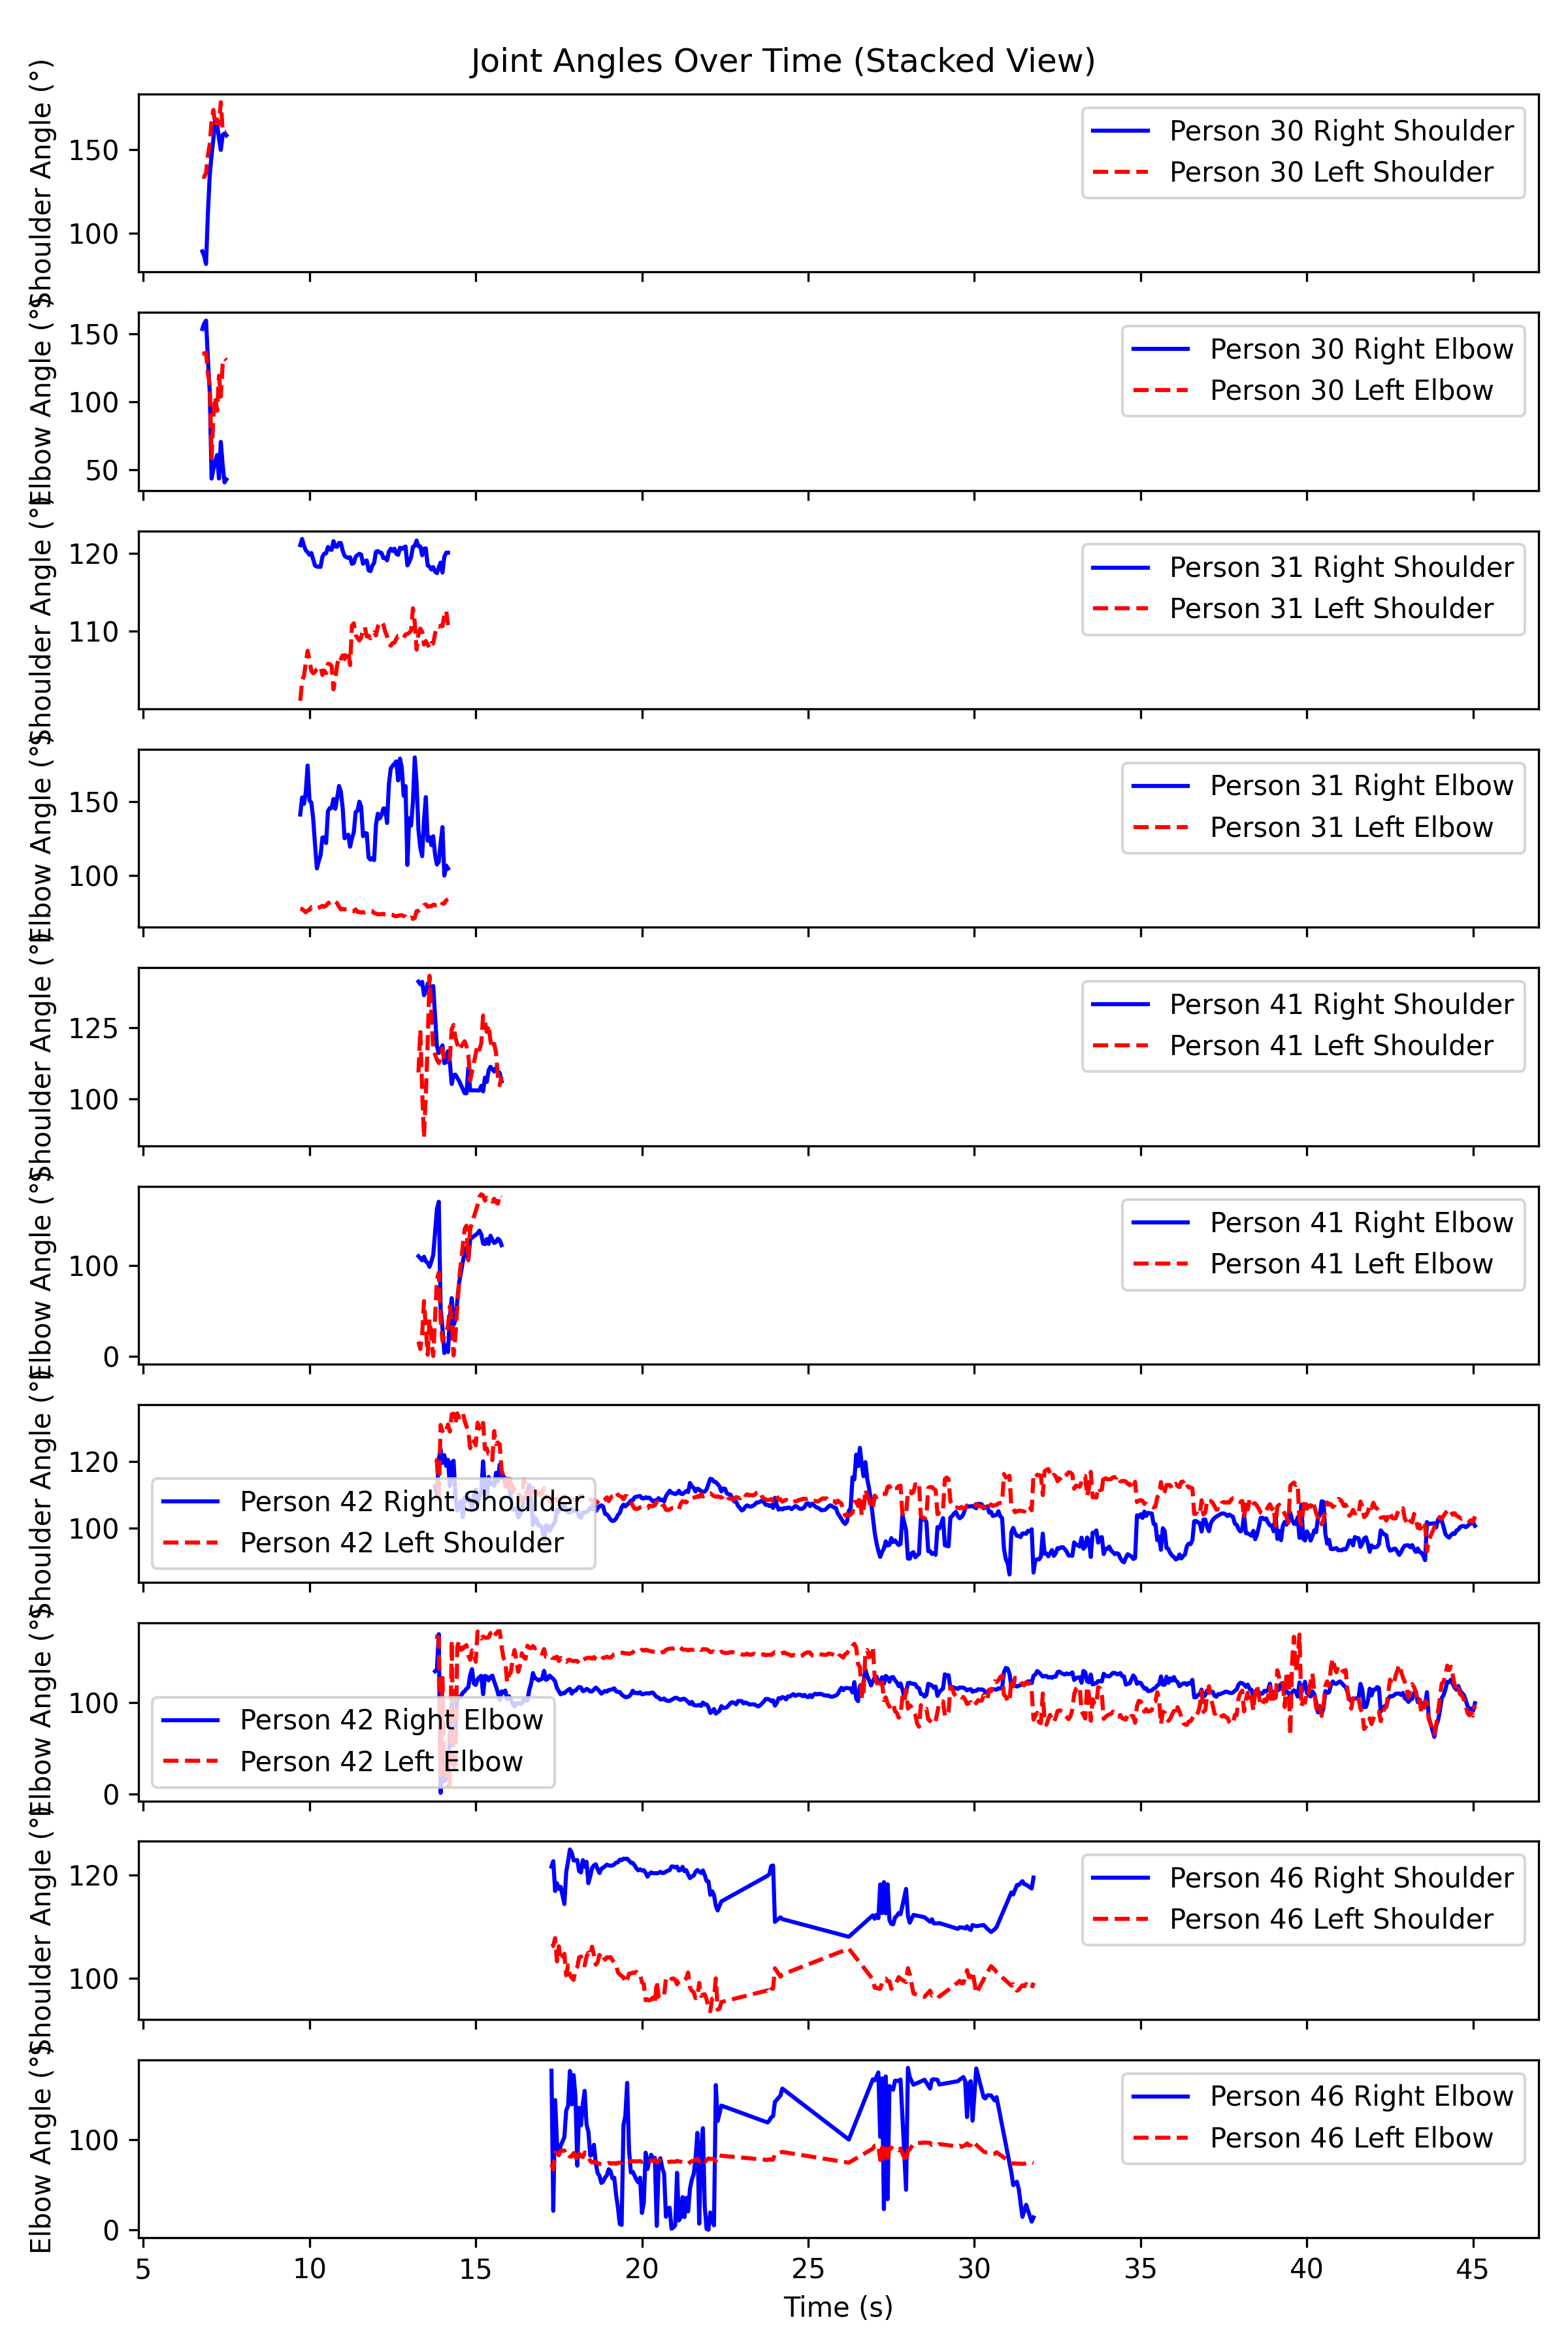 Joint Angles Over Time (Stacked View)
Shoulder Angle (°)
150
100
Person 30 Right Shoulder
Person 30 Left Shoulder
Elbow Angle (°)
150
100
50
Person 30 Right Elbow
Person 30 Left Elbow
Shoulder Angle (°)
120
110
Person 31 Right Shoulder
Person 31 Left Shoulder
Elbow Angle (°)
150
100
Person 31 Right Elbow
Person 31 Left Elbow
Shoulder Angle (°)
125
100
Person 41 Right Shoulder
Person 41 Left Shoulder
Elbow Angle (°)
100
0
Person 41 Right Elbow
Person 41 Left Elbow
Shoulder Angle (°)
120
100
Person 42 Right Shoulder
Person 42 Left Shoulder
Elbow Angle (°)
100
0
Person 42 Right Elbow
Person 42 Left Elbow
Shoulder Angle (°)
120
100
Person 46 Right Shoulder
Person 46 Left Shoulder
Elbow Angle (°)
100
0
Person 46 Right Elbow
Person 46 Left Elbow
5 10 15 20 25 30 35 40 45
Time (s)